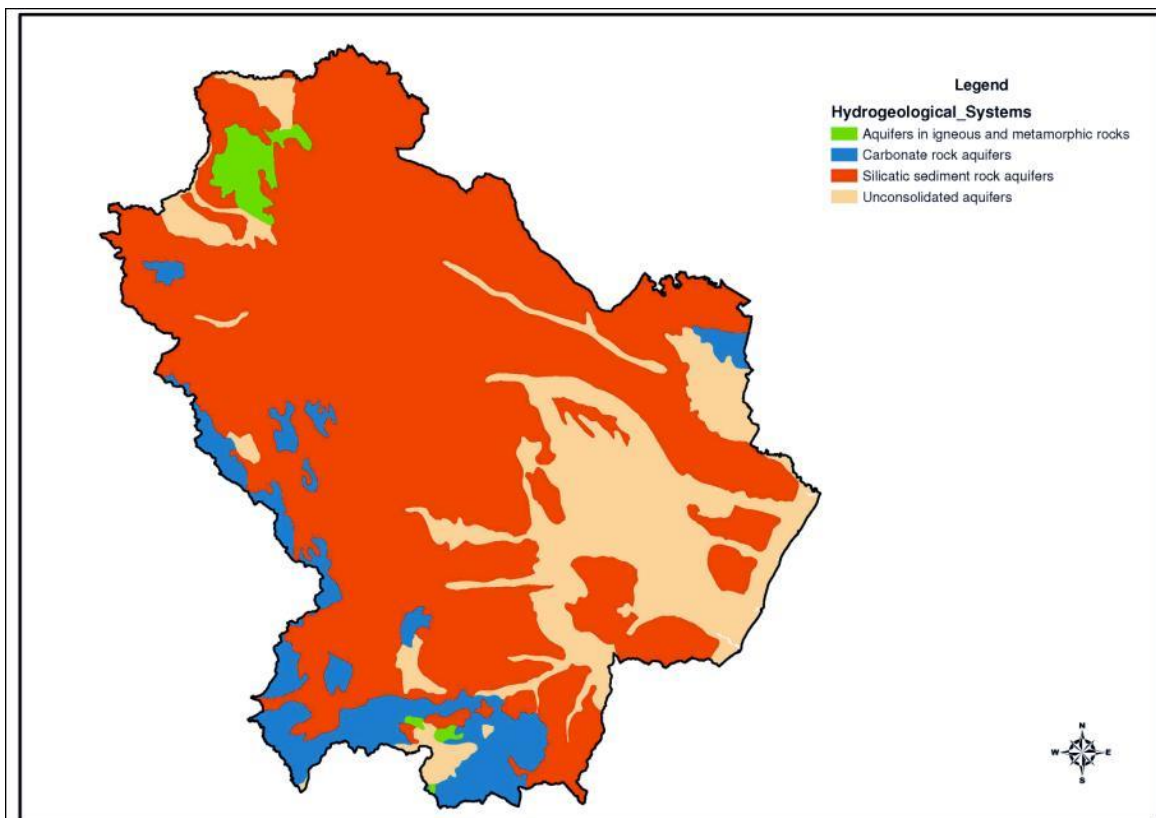 Legend
Hydrogeological_Systems
Aquifers in igneous and metamorphic rocks
Carbonate rock aquifers
Silicatic sediment rock aquifers
Unconsolidated aquifers
N
W E
S